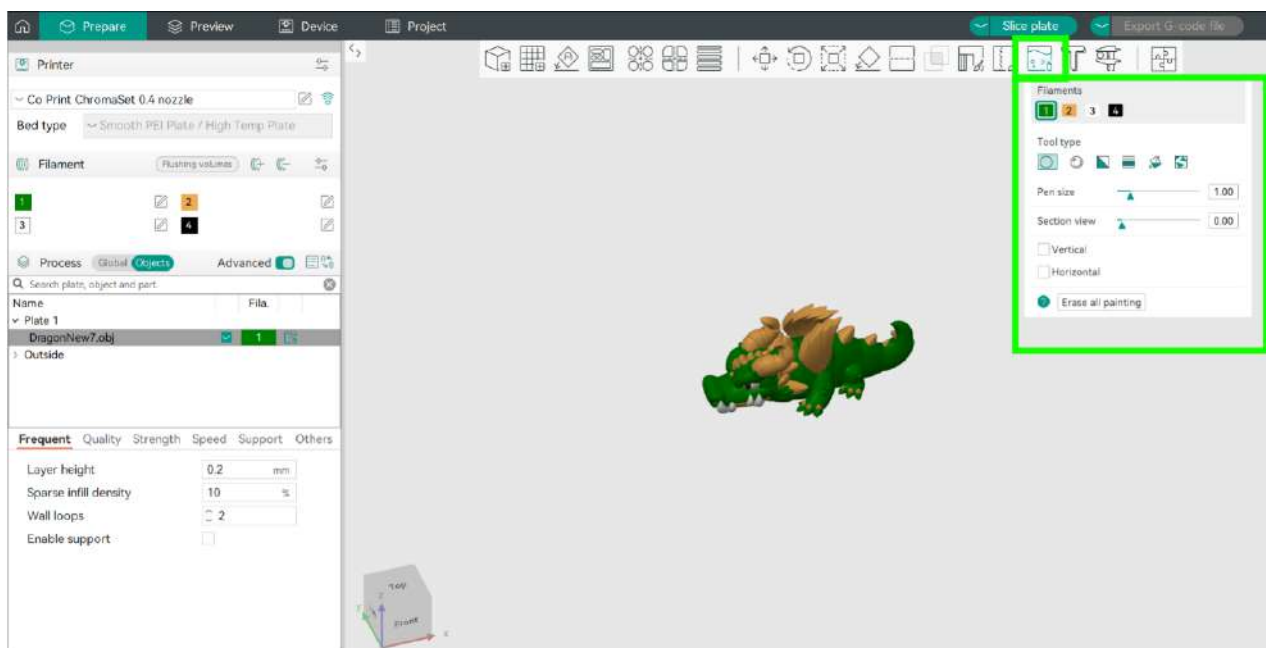 Prepare Preview Device Project Slice plate Export G-code file
Printer
Co Print ChromaSet 0.4 nozzle
Bed type Smooth PEI Plate / High Temp Plate
Filament Flushing volumes
1 2
3 4
Process Global Objects Advanced
Search plate, object and part.
Name Fila.
Plate 1
DragonNew7.obj 1
Outside
Frequent Quality Strength Speed Support Others
Layer height 0.2 mm
Sparse infill density 10 %
Wall loops 2
Enable support
Filaments
1 2 3 4
Tool type
Pen size 1.00
Section view 0.00
Vertical
Horizontal
Erase all painting
Top
Front
z
x